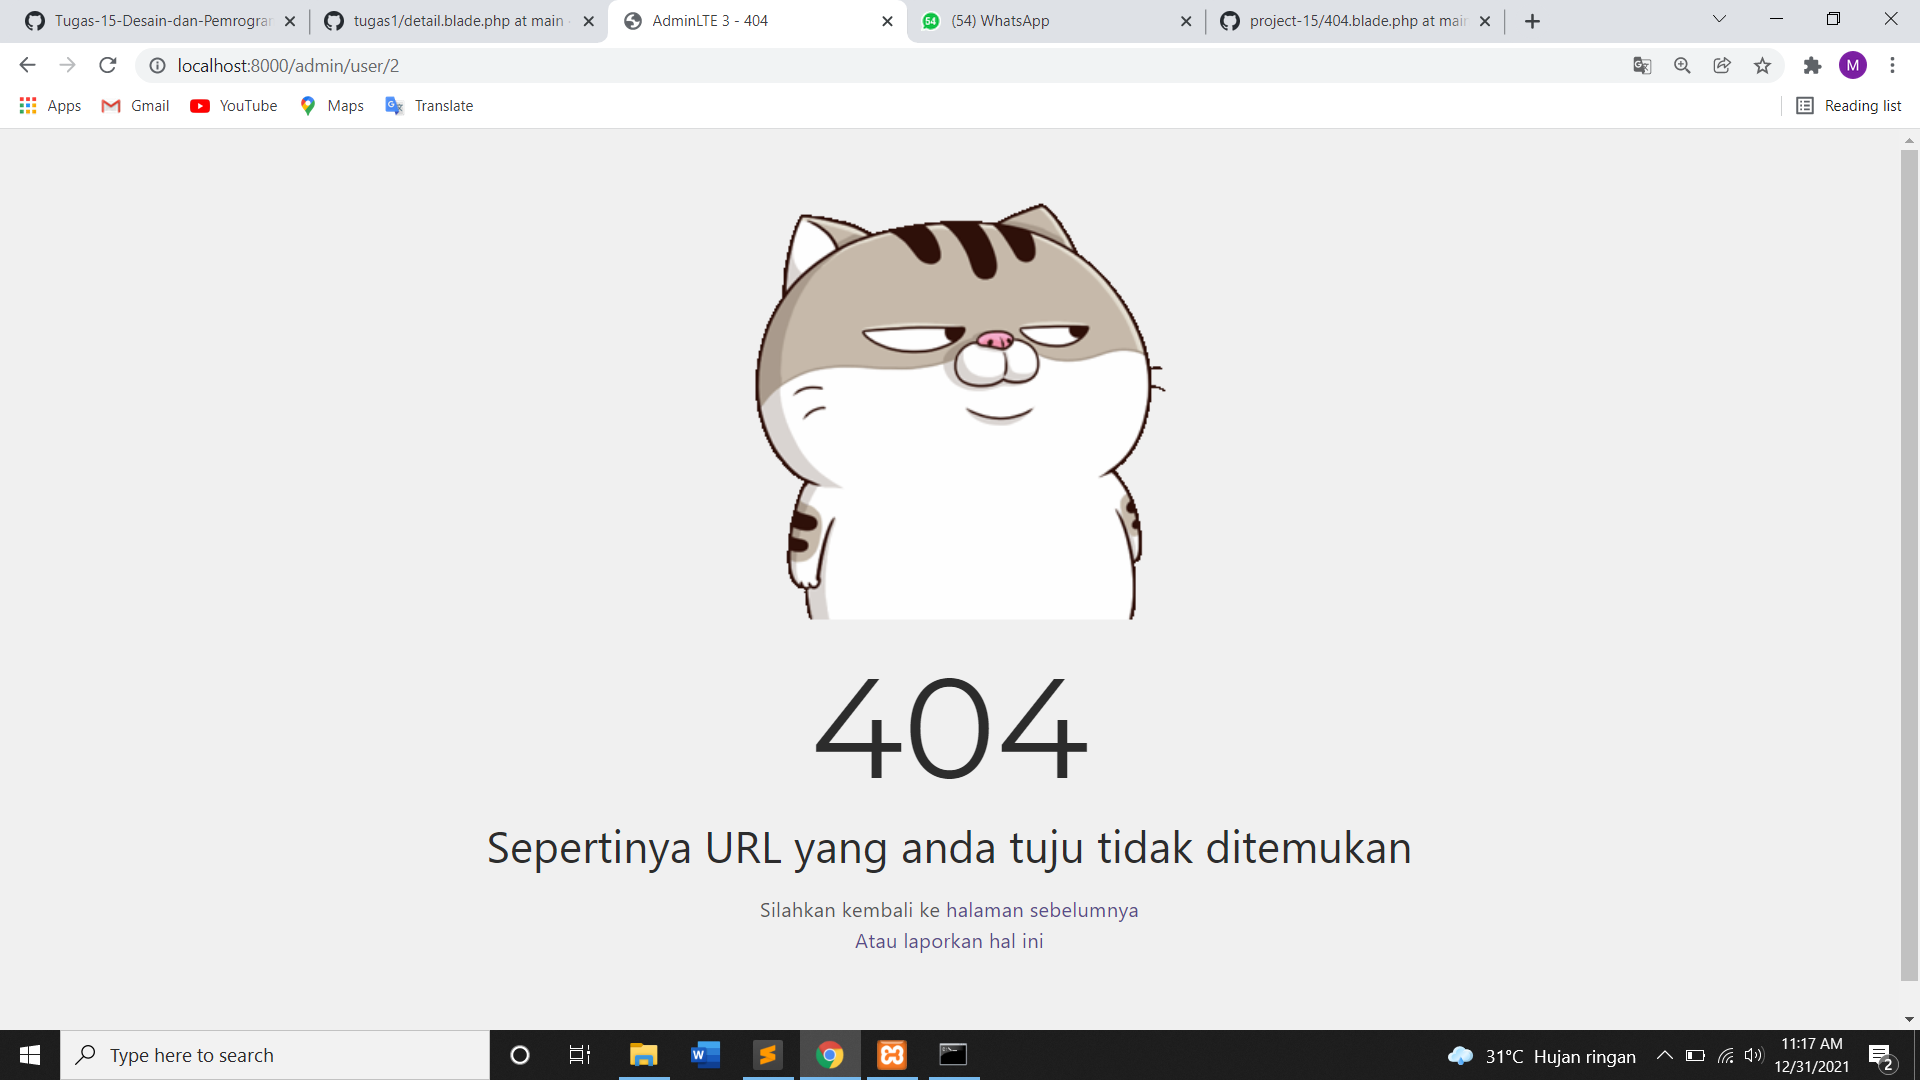 Tugas-15-Desain-dan-Pemrogra
tugas1/detail.blade.php at main
AdminLTE 3 - 404
54
(54) WhatsApp
project-15/404.blade.php at main
localhost:8000/admin/user/2
M
Apps
Gmail
YouTube
Maps
Translate
Reading list
404
Sepertinya URL yang anda tuju tidak ditemukan
Silahkan kembali ke halaman sebelumnya
Atau laporkan hal ini
Type here to search
31°C Hujan ringan
11:17 AM
12/31/2021
2